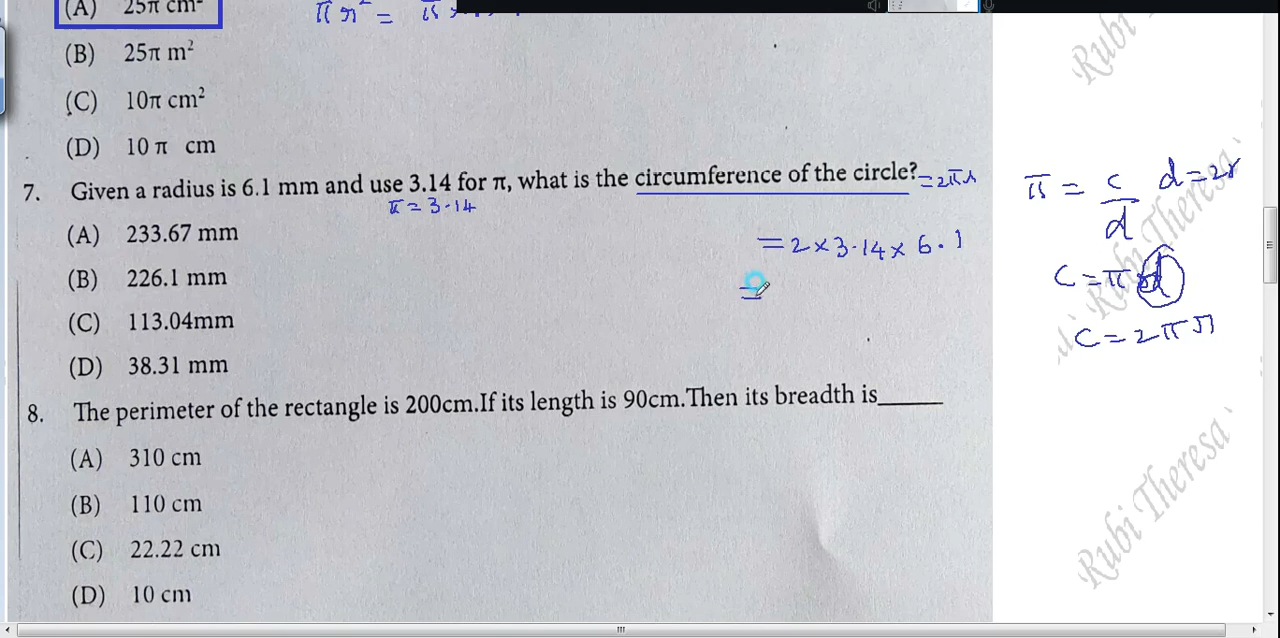 (A) 25π cm²
πr² = π ×
(B) 25π m²
(C) 10π cm²
(D) 10 π cm
7. Given a radius is 6.1 mm and use 3.14 for π, what is the circumference of the circle? = 2πr
π = 3.14
(A) 233.67 mm
= 2 × 3.14 × 6.1
(B) 226.1 mm
=
(C) 113.04mm
(D) 38.31 mm
8. The perimeter of the rectangle is 200cm.If its length is 90cm.Then its breadth is_____
(A) 310 cm
(B) 110 cm
(C) 22.22 cm
(D) 10 cm
π = c/d d=2r
C = π d
C = 2πr
Rubi
Rubi Theresa
Rubi Theresa